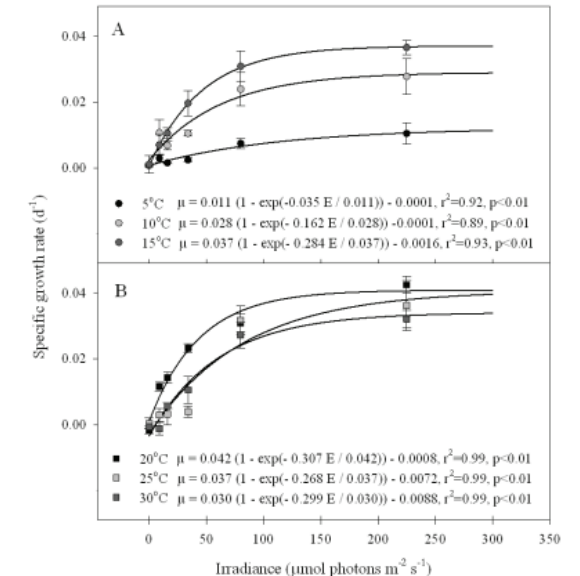 A
0.04
0.02
0.00
5°C μ = 0.011 (1 - exp(-0.035 E / 0.011)) - 0.0001, r²=0.92, p<0.01
10°C μ = 0.028 (1 - exp(- 0.162 E / 0.028)) -0.0001, r²=0.89, p<0.01
15°C μ = 0.037 (1 - exp(- 0.284 E / 0.037)) - 0.0016, r²=0.93, p<0.01
Specific growth rate (d⁻¹)
B
0.04
0.02
0.00
20°C μ = 0.042 (1 - exp(- 0.307 E / 0.042)) - 0.0008, r²=0.99, p<0.01
25°C μ = 0.037 (1 - exp(- 0.268 E / 0.037)) - 0.0072, r²=0.99, p<0.01
30°C μ = 0.030 (1 - exp(- 0.299 E / 0.030)) - 0.0088, r²=0.99, p<0.01
0 50 100 150 200 250 300 350
Irradiance (μmol photons m⁻² s⁻¹)